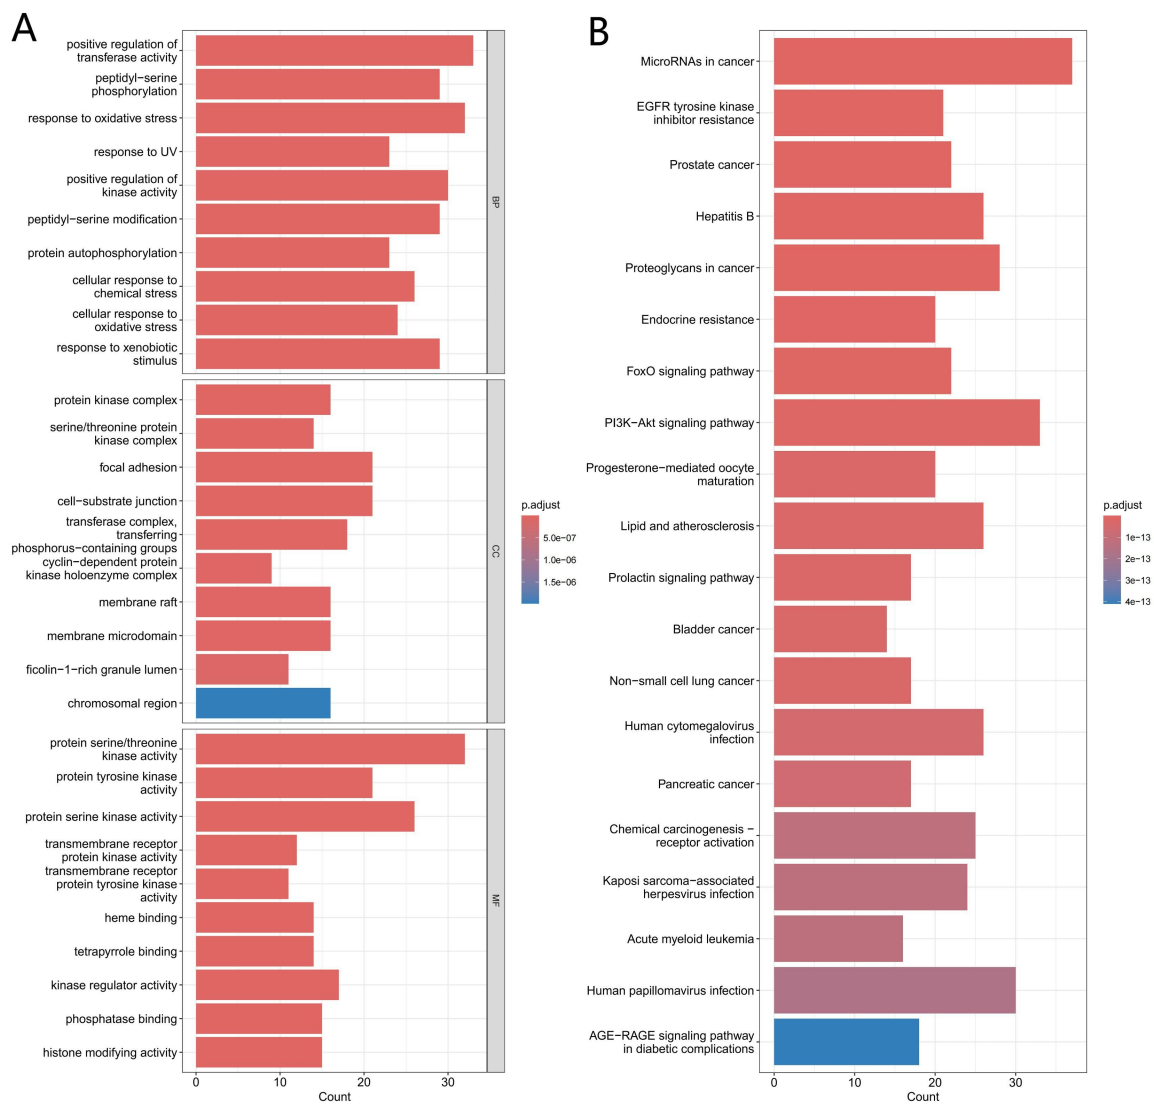 A
positive regulation of
transferase activity
peptidyl−serine
phosphorylation
response to oxidative stress
response to UV
positive regulation of
kinase activity
peptidyl−serine modification
protein autophosphorylation
cellular response to
chemical stress
cellular response to
oxidative stress
response to xenobiotic
stimulus
BP
protein kinase complex
serine/threonine protein
kinase complex
focal adhesion
cell−substrate junction
transferase complex,
transferring
phosphorus−containing groups
cyclin−dependent protein
kinase holoenzyme complex
membrane raft
membrane microdomain
ficolin−1−rich granule lumen
chromosomal region
CC
protein serine/threonine
kinase activity
protein tyrosine kinase
activity
protein serine kinase activity
transmembrane receptor
protein kinase activity
transmembrane receptor
protein tyrosine kinase
activity
heme binding
tetrapyrrole binding
kinase regulator activity
phosphatase binding
histone modifying activity
MF
0 10 20 30
Count
p.adjust
5.0e−07
1.0e−06
1.5e−06
B
MicroRNAs in cancer
EGFR tyrosine kinase
inhibitor resistance
Prostate cancer
Hepatitis B
Proteoglycans in cancer
Endocrine resistance
FoxO signaling pathway
PI3K−Akt signaling pathway
Progesterone−mediated oocyte
maturation
Lipid and atherosclerosis
Prolactin signaling pathway
Bladder cancer
Non−small cell lung cancer
Human cytomegalovirus
infection
Pancreatic cancer
Chemical carcinogenesis −
receptor activation
Kaposi sarcoma−associated
herpesvirus infection
Acute myeloid leukemia
Human papillomavirus infection
AGE−RAGE signaling pathway
in diabetic complications
0 10 20 30
Count
p.adjust
1e−13
2e−13
3e−13
4e−13